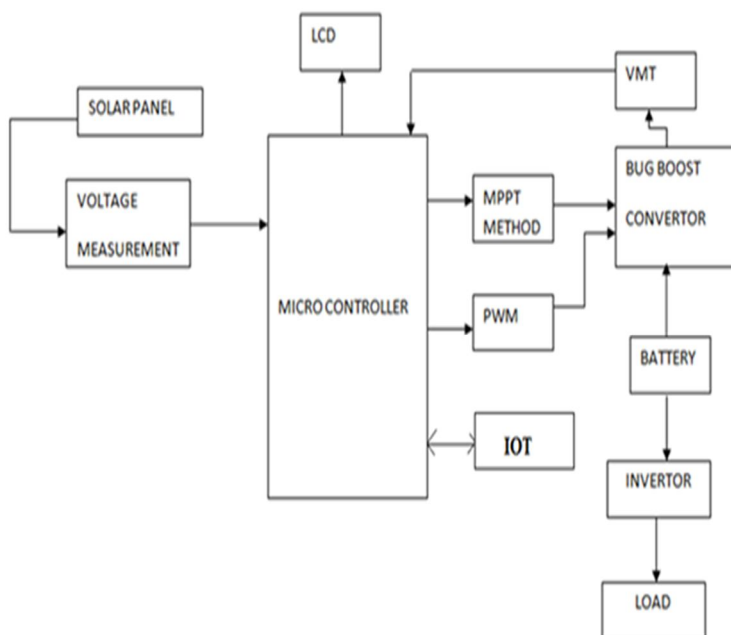 LCD
VMT
SOLAR PANEL
BUG BOOST
CONVERTOR
VOLTAGE
MEASUREMENT
MPPT
METHOD
MICRO CONTROLLER
PWM
BATTERY
IOT
INVERTOR
LOAD